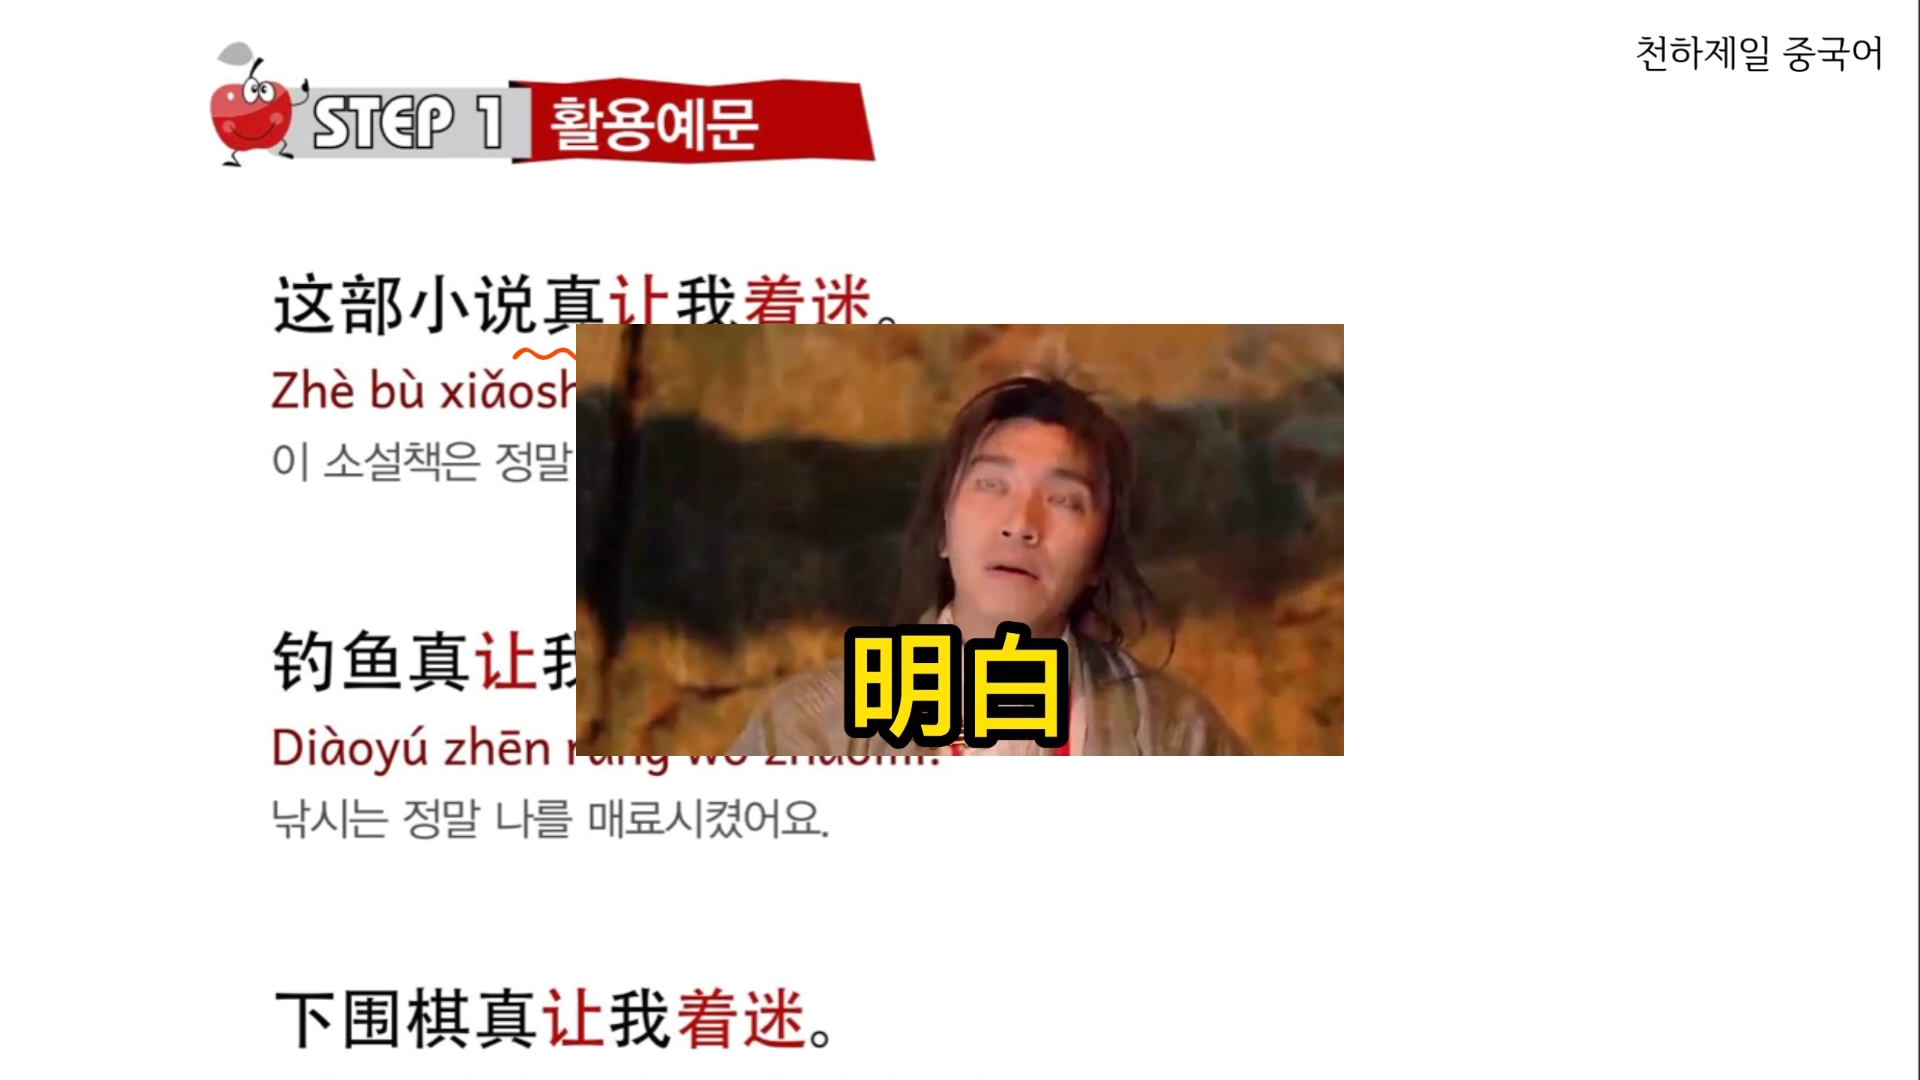 천하제일 중국어
STEP 1 활용예문
这部小说真让我着迷。
Zhè bù xiǎosh
이 소설책은 정말
明白
钓鱼真让我
Diàoyú zhēn ràng wǒ zháomí.
낚시는 정말 나를 매료시켰어요.
下围棋真让我着迷。